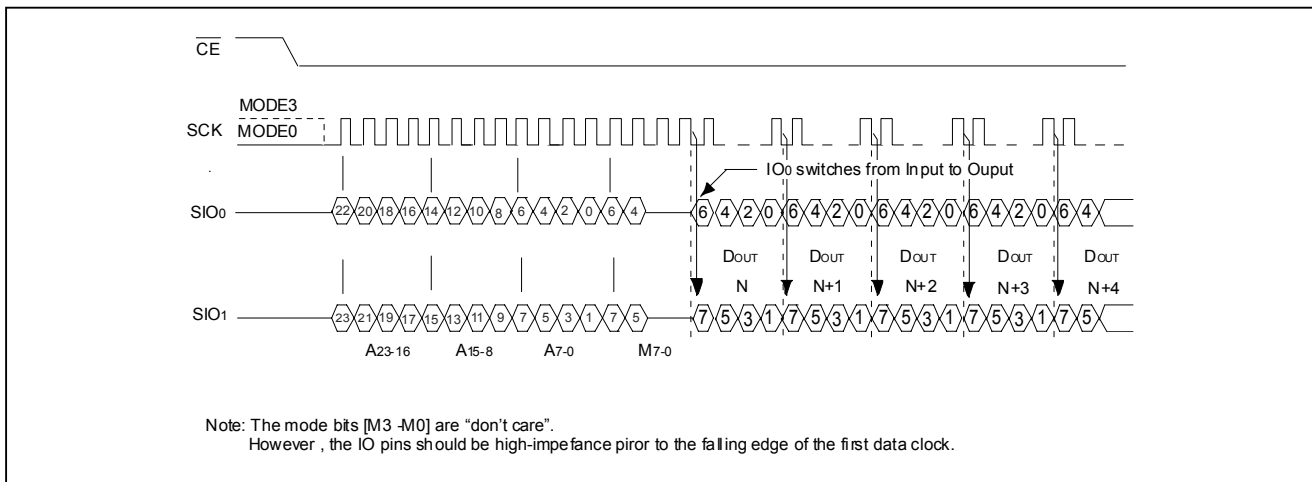 CE
MODE3
SCK MODE0
IO0 switches from Input to Ouput
SIO0 22 20 18 16 14 12 10 8 6 4 2 0 6 4 6 4 2 0 6 4 2 0 6 4 2 0 6 4 2 0 6 4
DOUT DOUT DOUT DOUT DOUT
N N+1 N+2 N+3 N+4
SIO1 23 21 19 17 15 13 11 9 7 5 3 1 7 5 7 5 3 1 7 5 3 1 7 5 3 1 7 5 3 1 7 5
A23-16 A15-8 A7-0 M7-0
Note: The mode bits [M3 -M0] are “don’t care”.
However , the IO pins should be high-impefance piror to the falling edge of the first data clock.